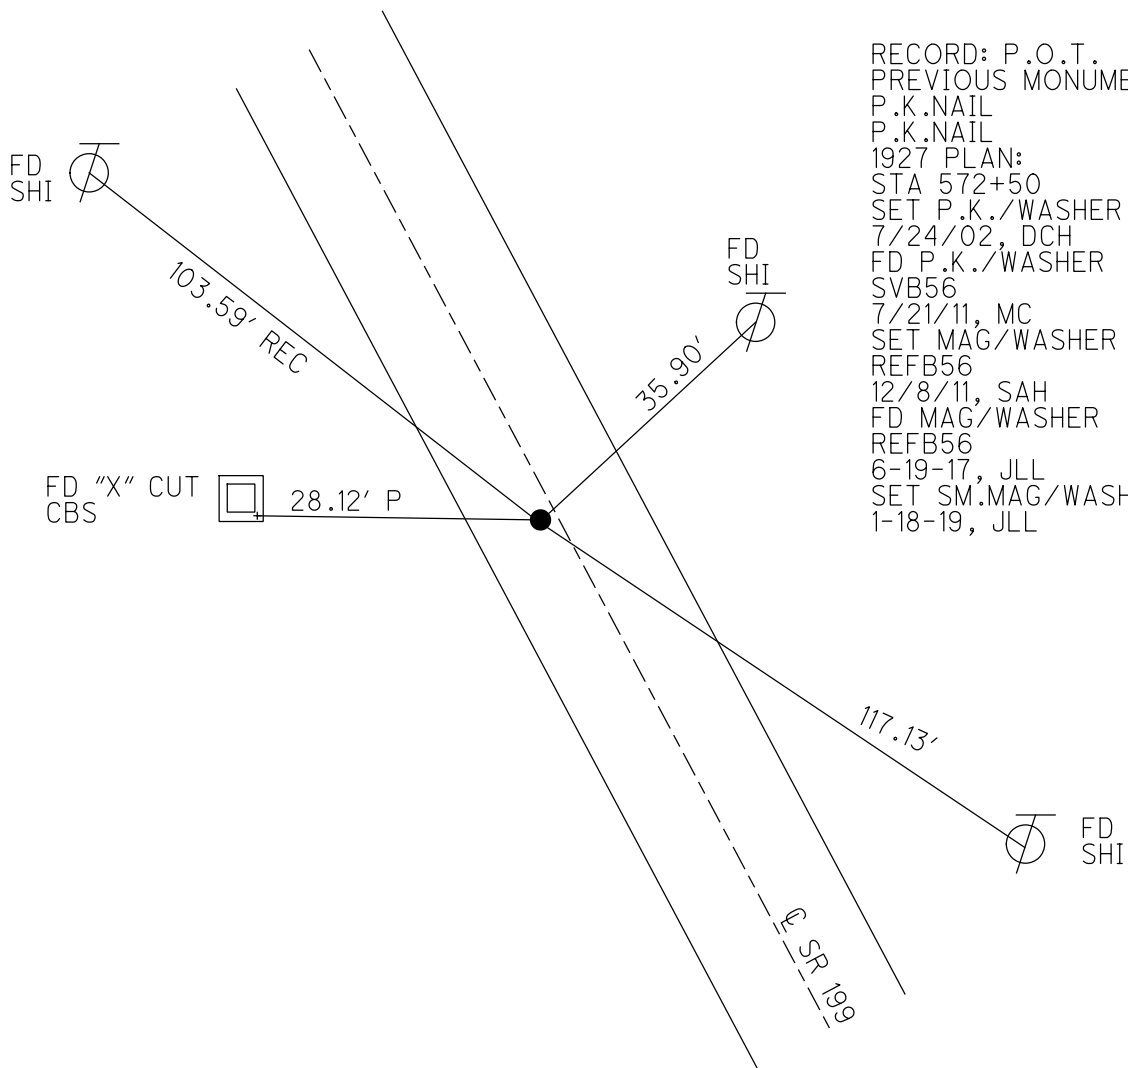 RECORD: P.O.T.
PREVIOUS
P.K.NAIL
P.K.NAIL
1927 PLAN:
STA 572+50
SET P.K./WASHER
7/24/02, DCH
FD P.K./WASHER
SVB56
7/21/11, MC
SET MAG/WASHER
REFB56
12/8/11, SAH
FD MAG/WASHER
REFB56
6-19-17, JLL
SET SM.MAG/WASH
1-18-19, JLL
FD
SHI
103.59' REC
FD
SHI
35.90'
FD "X" CUT
CBS
28.12' P
117.13'
FD
SHI
℄ SR 199